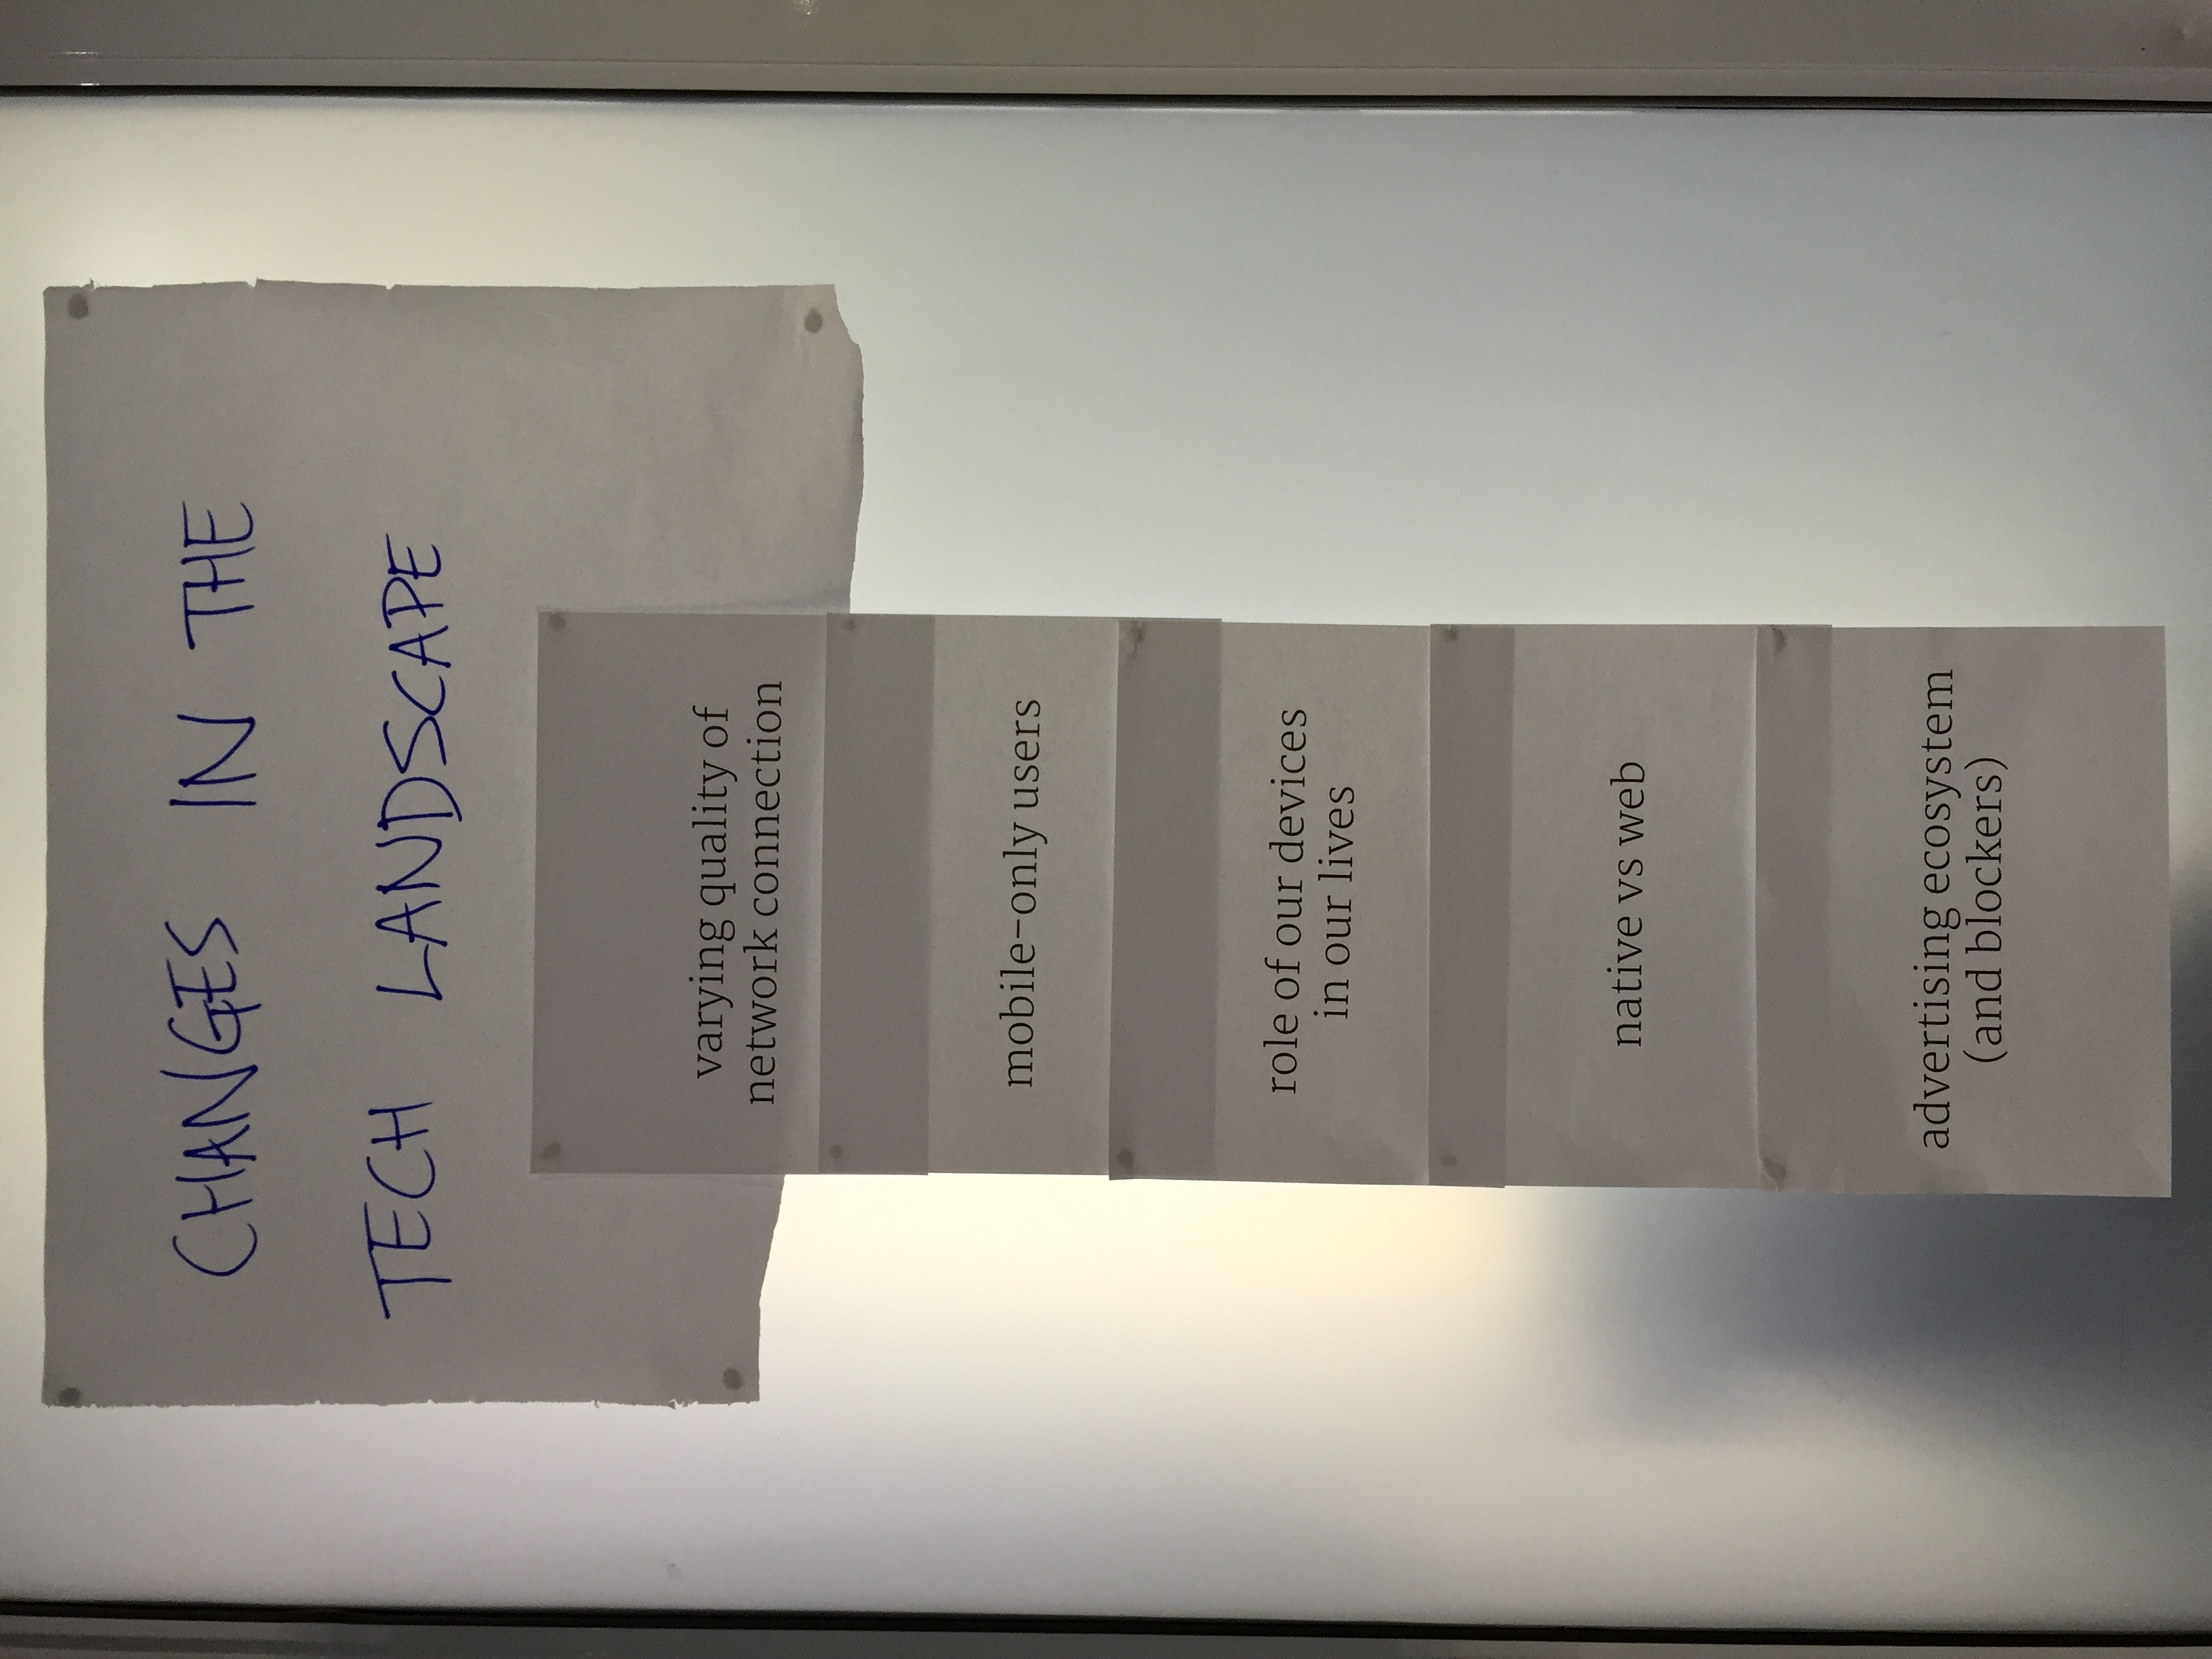 CHANGES IN THE
TECH LANDSCAPE
varying quality of
network connection
mobile-only users
role of our devices
in our lives
native vs web
advertising ecosystem
(and blockers)